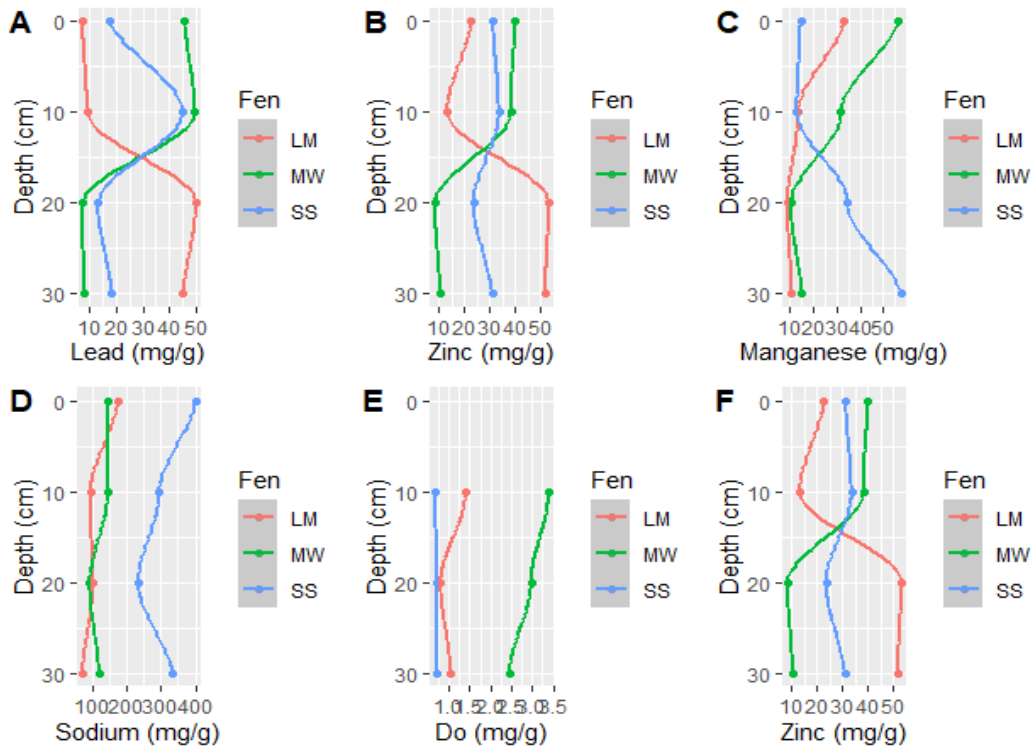 A
0
10
20
30
Depth (cm)
10 20 30 40 50
Lead (mg/g)
Fen
LM
MW
SS
B
0
10
20
30
Depth (cm)
10 20 30 40 50
Zinc (mg/g)
Fen
LM
MW
SS
C
0
10
20
30
Depth (cm)
10 20 30 40 50
Manganese (mg/g)
Fen
LM
MW
SS
D
0
10
20
30
Depth (cm)
100 200 300 400
Sodium (mg/g)
Fen
LM
MW
SS
E
0
10
20
30
Depth (cm)
1.0 1.5 2.0 2.5 3.0 3.5
Do (mg/g)
Fen
LM
MW
SS
F
0
10
20
30
Depth (cm)
10 20 30 40 50
Zinc (mg/g)
Fen
LM
MW
SS